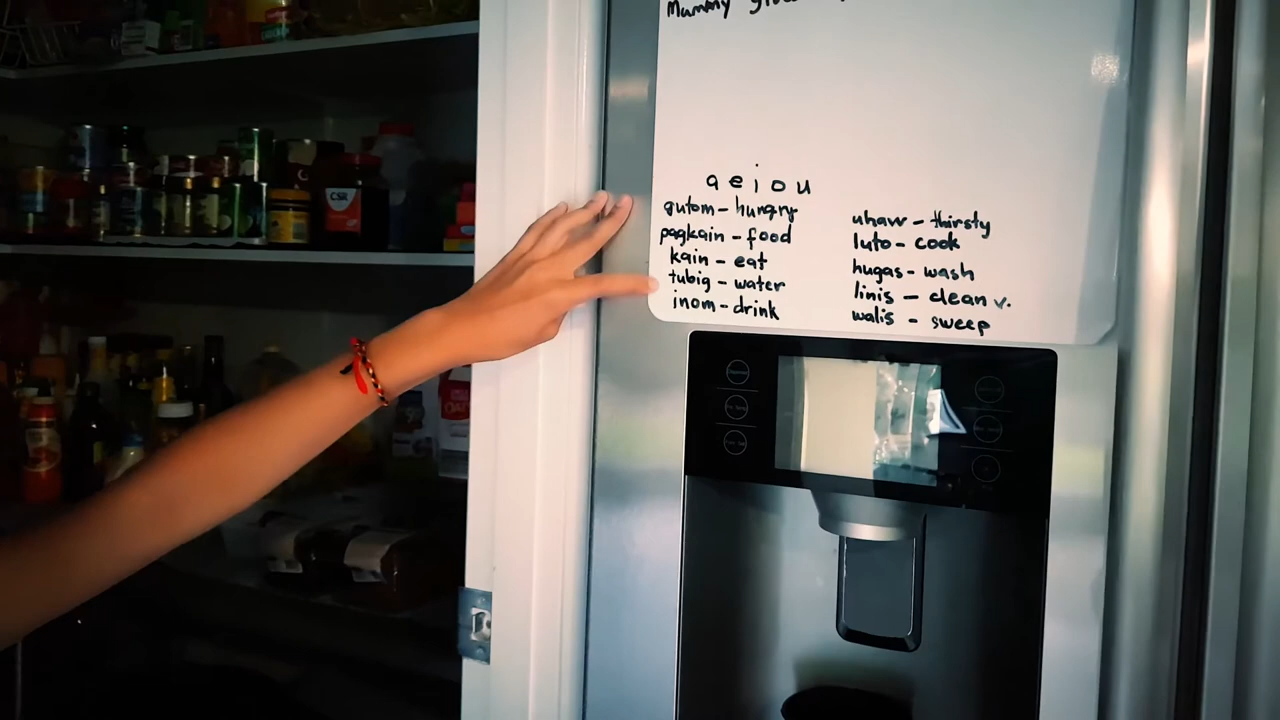 Mummy
a e i o u
gutom - hungry
pagkain - food
kain - eat
tubig - water
inom - drink
uhaw - thirsty
luto - cook
hugas - wash
linis - clean v.
walis - sweep
CSR